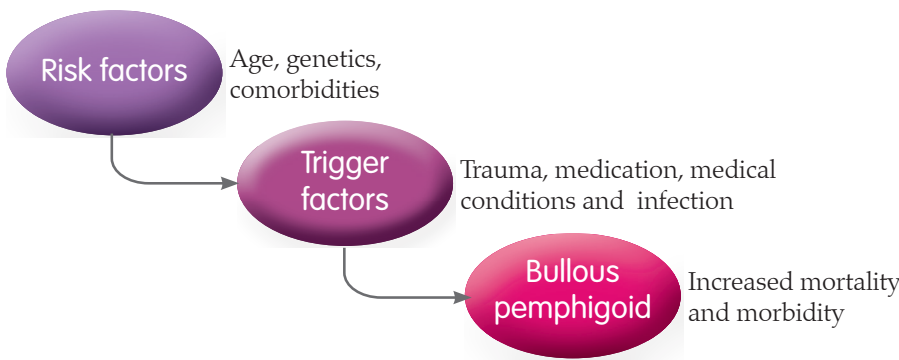 Risk factors
Age, genetics,
comorbidities
Trigger
factors
Trauma, medication, medical
conditions and infection
Bullous
pemphigoid
Increased mortality
and morbidity